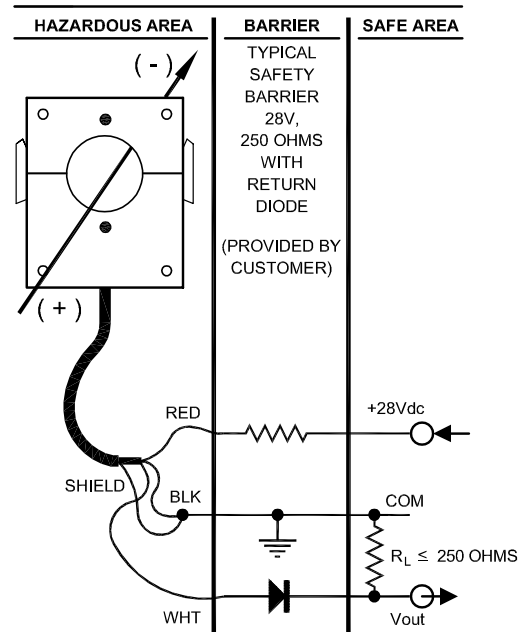 HAZARDOUS AREA
BARRIER
SAFE AREA
TYPICAL
SAFETY
BARRIER
28V,
250 OHMS
WITH
RETURN
DIODE
(PROVIDED BY
CUSTOMER)
( - )
( + )
RED
+28Vdc
SHIELD
BLK
COM
RL ≤ 250 OHMS
WHT
Vout